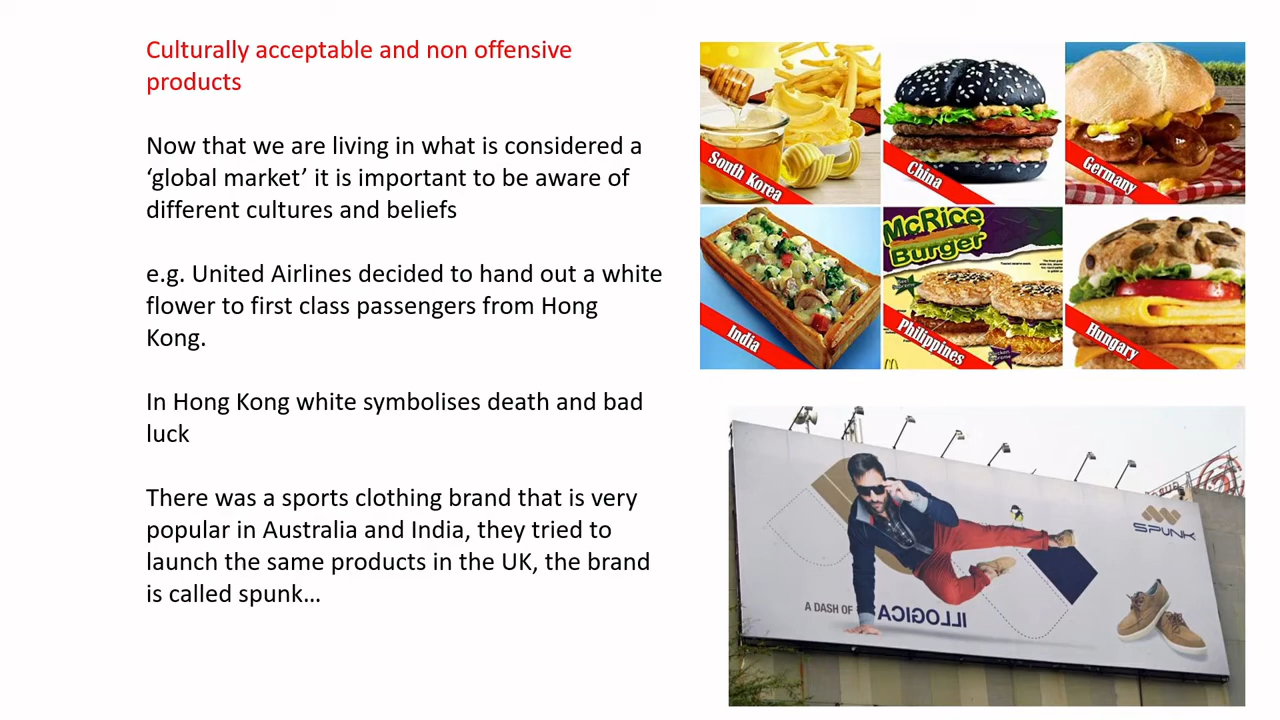 Culturally acceptable and non offensive
products
Now that we are living in what is considered a
‘global market’ it is important to be aware of
different cultures and beliefs
e.g. United Airlines decided to hand out a white
flower to first class passengers from Hong
Kong.
In Hong Kong white symbolises death and bad
luck
There was a sports clothing brand that is very
popular in Australia and India, they tried to
launch the same products in the UK, the brand
is called spunk…
South Korea
China
Germany
India
McRice
Burger
Philippines
Hungary
SPUNK
A DASH OF
ILLOGICA